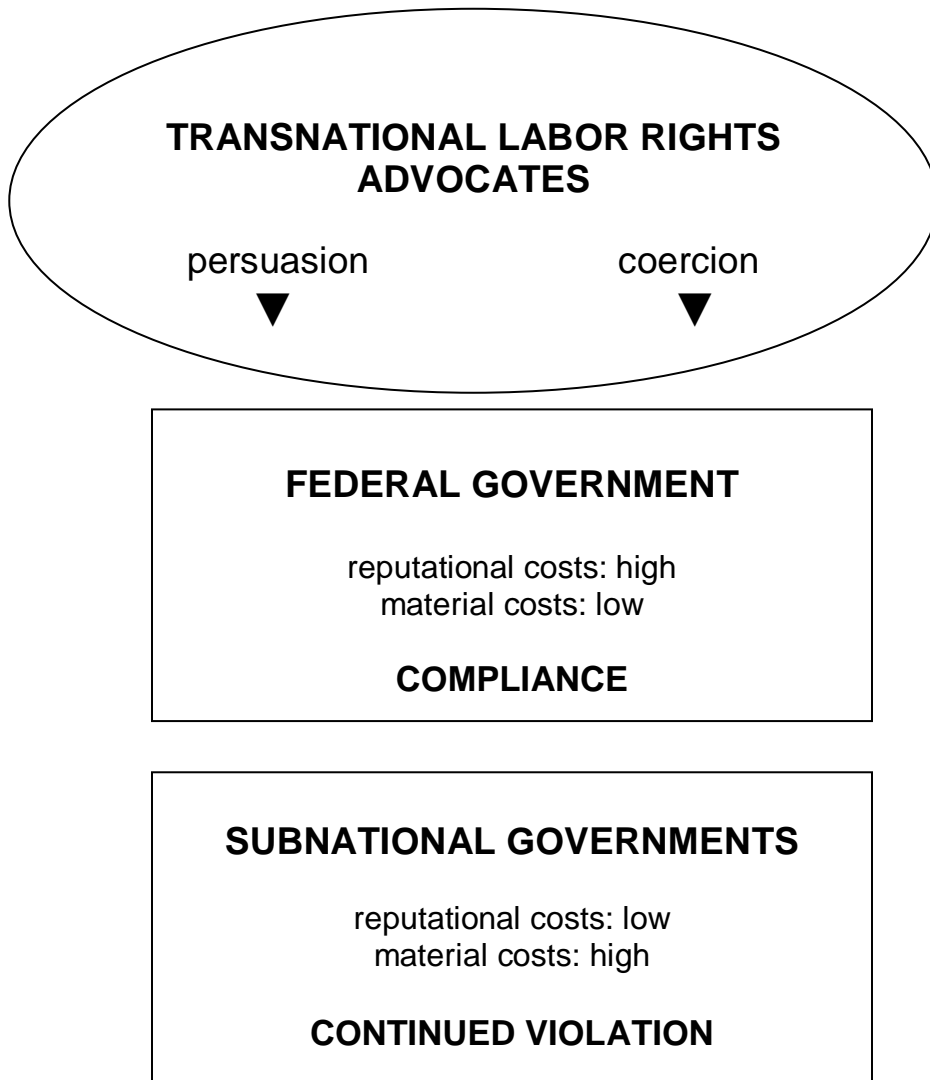 TRANSNATIONAL LABOR RIGHTS
ADVOCATES
persuasion coercion
FEDERAL GOVERNMENT
reputational costs: high
material costs: low
COMPLIANCE
SUBNATIONAL GOVERNMENTS
reputational costs: low
material costs: high
CONTINUED VIOLATION